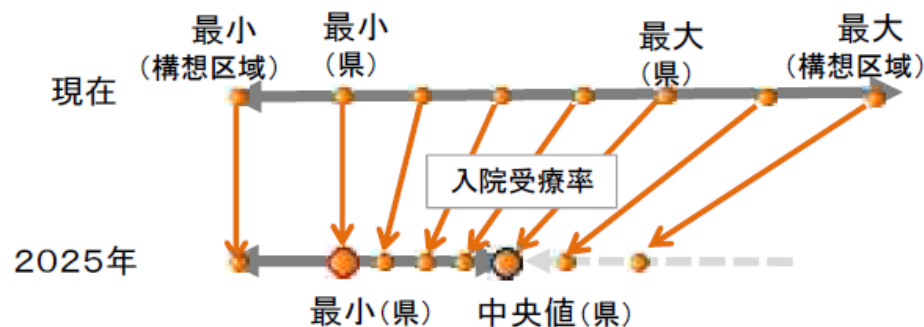 最小
(構想区域)
最小
(県)
最大
(県)
最大
(構想区域)
現在
入院受療率
2025年
最小(県)
中央値(県)